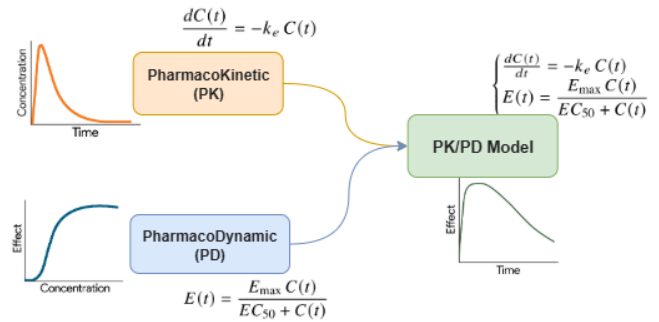 dC(t)/dt = −k_e C(t)
Concentration
Time
PharmacoKinetic
(PK)
{ dC(t)/dt = −k_e C(t)
E(t) = E_max C(t) / EC_50 + C(t)
PK/PD Model
Effect
Time
Effect
Concentration
PharmacoDynamic
(PD)
E(t) = E_max C(t) / EC_50 + C(t)